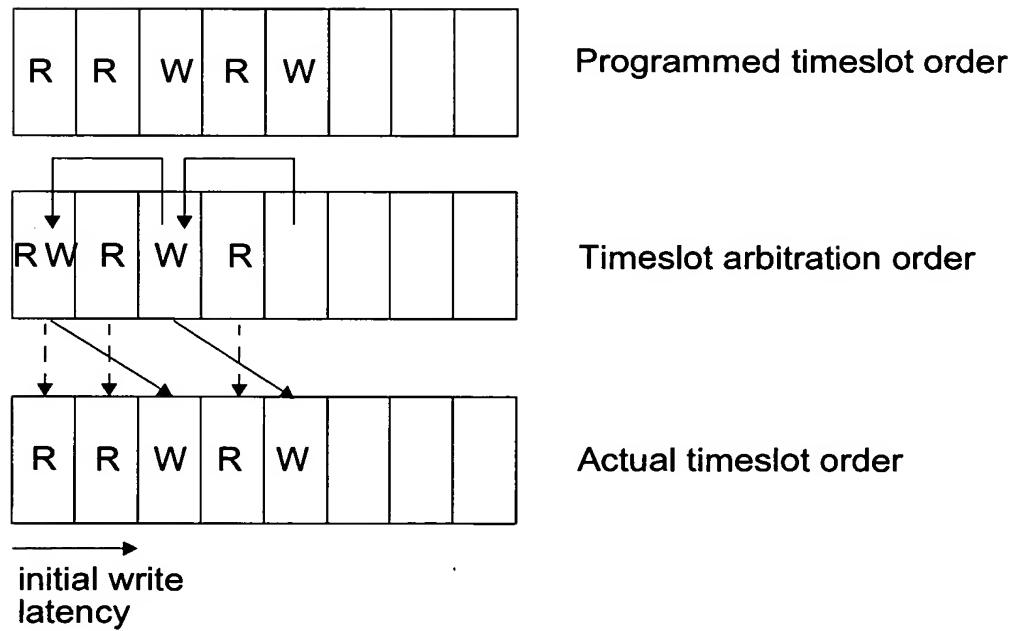 R R W R W
Programmed timeslot order
RW R W R
Timeslot arbitration order
R R W R W
Actual timeslot order
initial write
latency